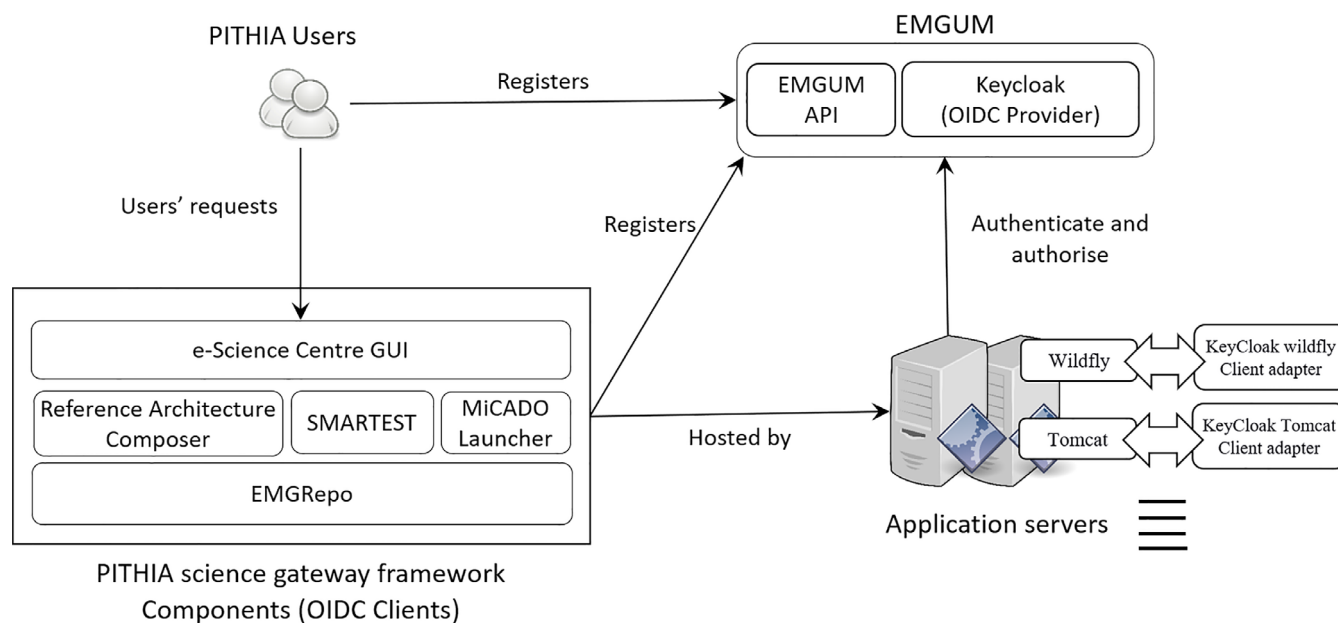 PITHIA Users
EMGUM
Registers
EMGUM
API
Keycloak
(OIDC Provider)
Users’ requests
Registers
Authenticate and
authorise
e-Science Centre GUI
Reference Architecture
Composer
SMARTEST
MiCADO
Launcher
EMGRepo
Hosted by
Wildfly
KeyCloak wildfly
Client adapter
Tomcat
KeyCloak Tomcat
Client adapter
Application servers
PITHIA science gateway framework
Components (OIDC Clients)